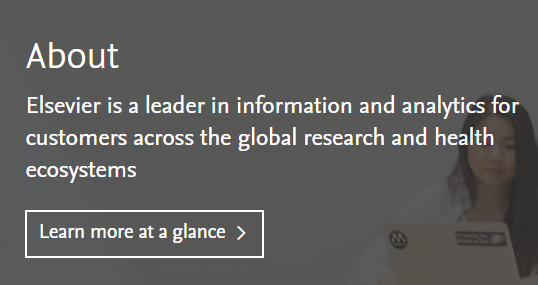 About
Elsevier is a leader in information and analytics for
customers across the global research and health
ecosystems
Learn more at a glance